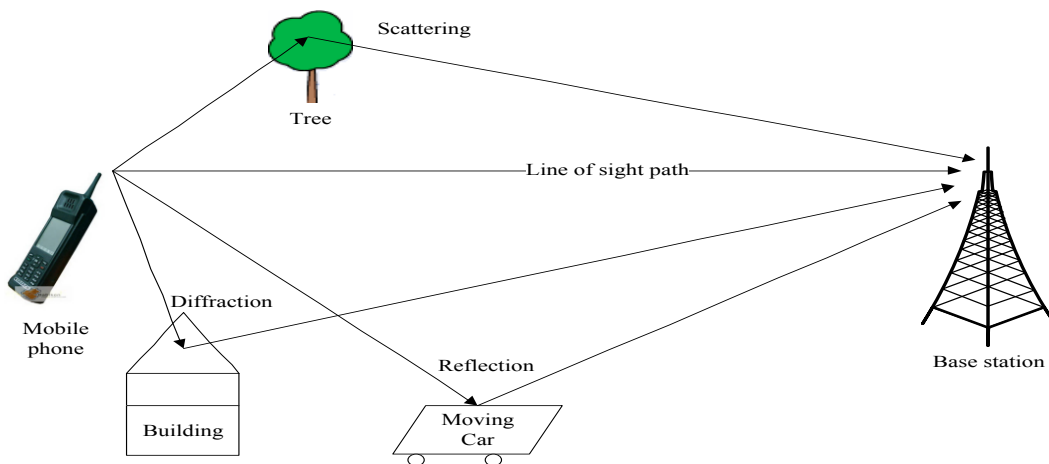 Scattering
Tree
Line of sight path
Diffraction
Mobile
phone
Reflection
Base station
Building
Moving
Car